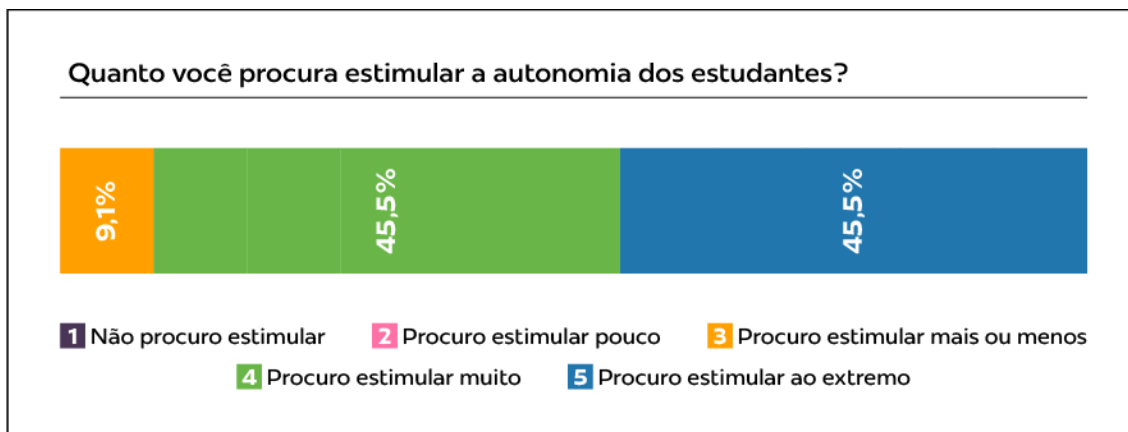 Quanto você procura estimular a autonomia dos estudantes?
9,1%
45,5%
45,5%
1 Não procuro estimular 2 Procuro estimular pouco 3 Procuro estimular mais ou menos
4 Procuro estimular muito 5 Procuro estimular ao extremo